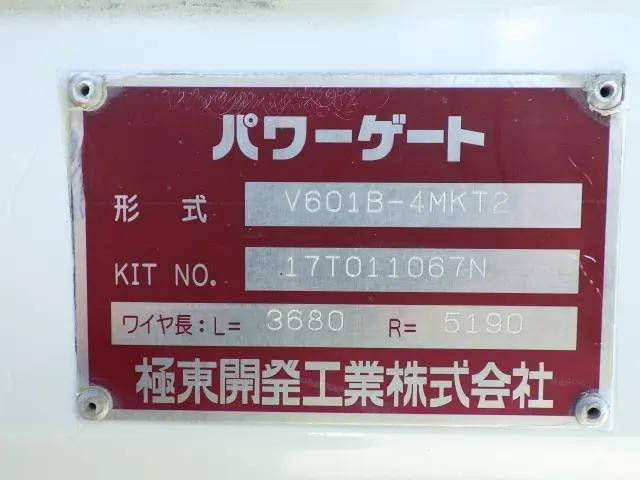 パワーゲート
形 式 V601B-4MKT2
KIT NO. 17T011067N
ワイヤ長:L= 3680 R= 5190
極東開発工業株式会社